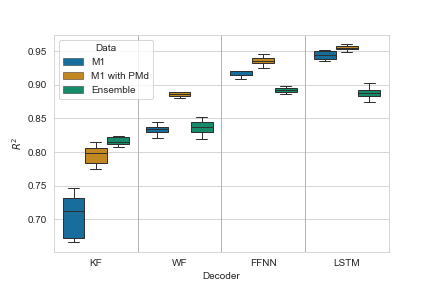 Data
M1
M1 with PMd
Ensemble
0.95
0.90
0.85
0.80
0.75
0.70
R²
KF WF FFNN LSTM
Decoder